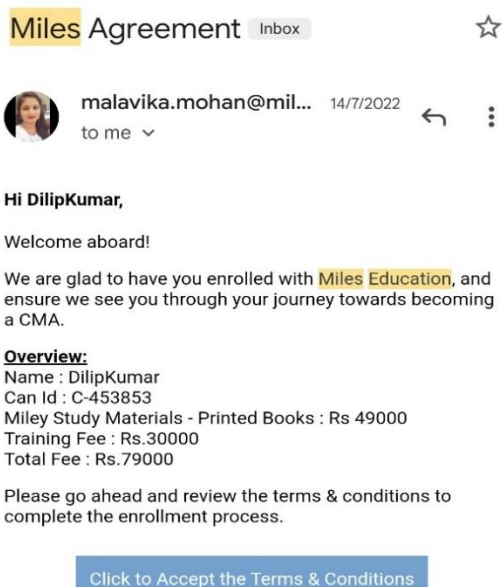 Miles Agreement Inbox
malavika.mohan@mil... 14/7/2022
to me
Hi DilipKumar,
Welcome aboard!
We are glad to have you enrolled with Miles Education, and
ensure we see you through your journey towards becoming
a CMA.
Overview:
Name : DilipKumar
Can Id : C-453853
Miley Study Materials - Printed Books : Rs 49000
Training Fee : Rs.30000
Total Fee : Rs.79000
Please go ahead and review the terms & conditions to
complete the enrollment process.
Click to Accept the Terms & Conditions